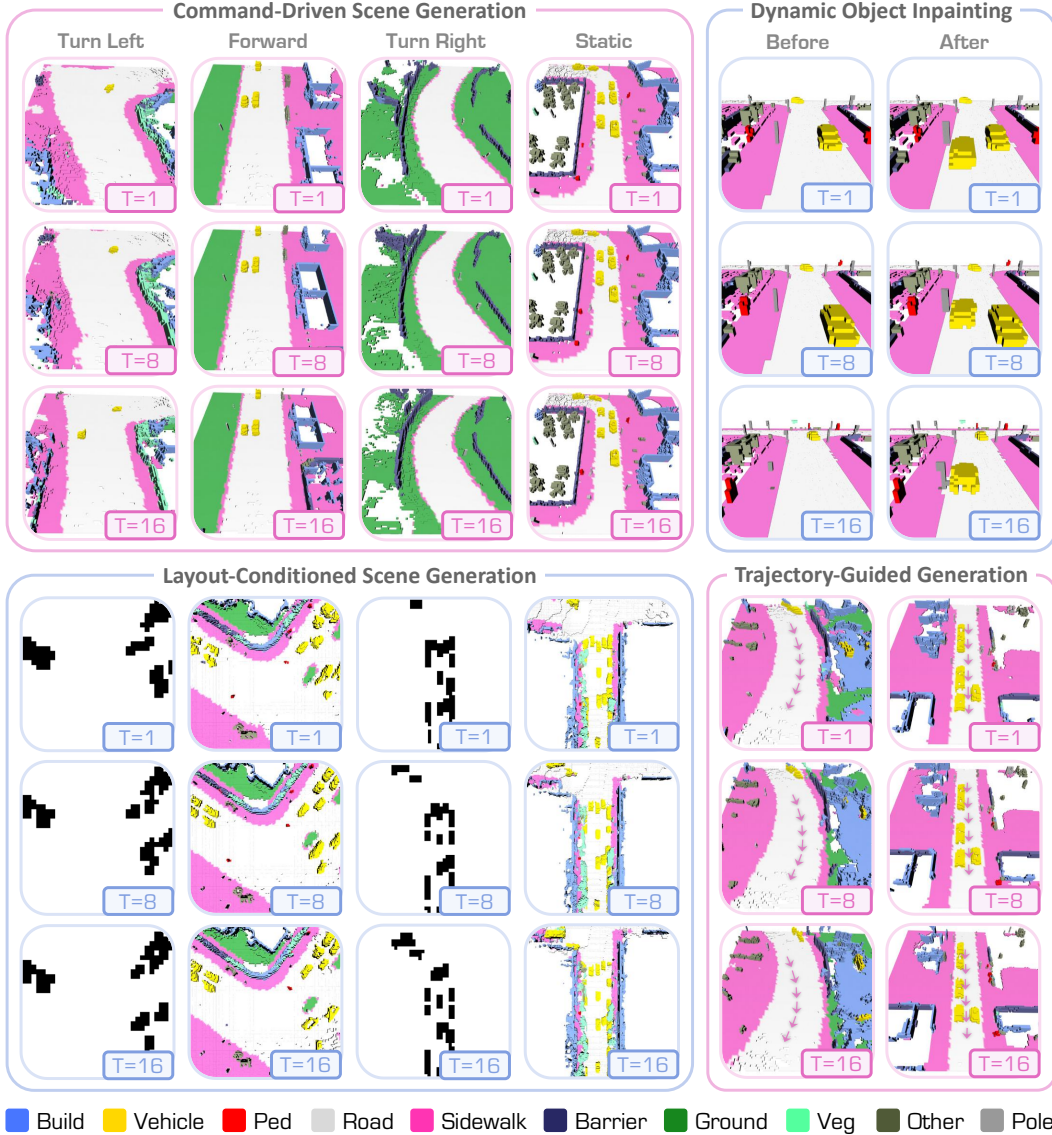 Command-Driven Scene Generation
Dynamic Object Inpainting
Turn Left Forward Turn Right Static
Before After
T=1 T=1 T=1 T=1 T=1 T=1
T=8 T=8 T=8 T=8 T=8 T=8
T=16 T=16 T=16 T=16 T=16 T=16
Layout-Conditioned Scene Generation
Trajectory-Guided Generation
T=1 T=1 T=1 T=1 T=1 T=1
T=8 T=8 T=8 T=8 T=8 T=8
T=16 T=16 T=16 T=16 T=16 T=16
Build Vehicle Ped Road Sidewalk Barrier Ground Veg Other Pole